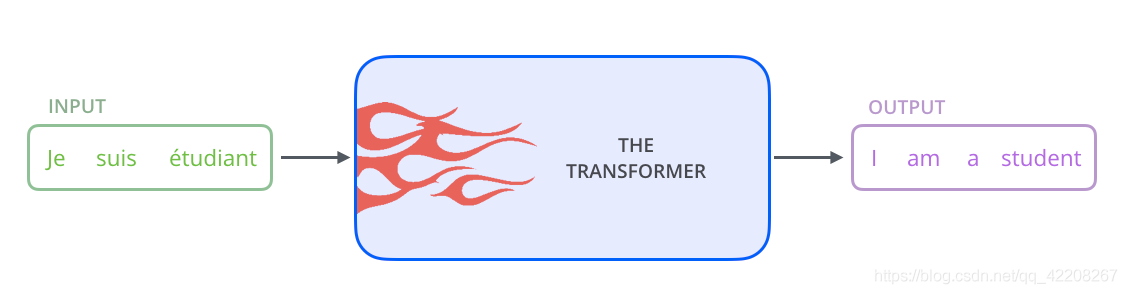 INPUT
Je suis étudiant
THE
TRANSFORMER
OUTPUT
I am a student
https://blog.csdn.net/qq_42208267